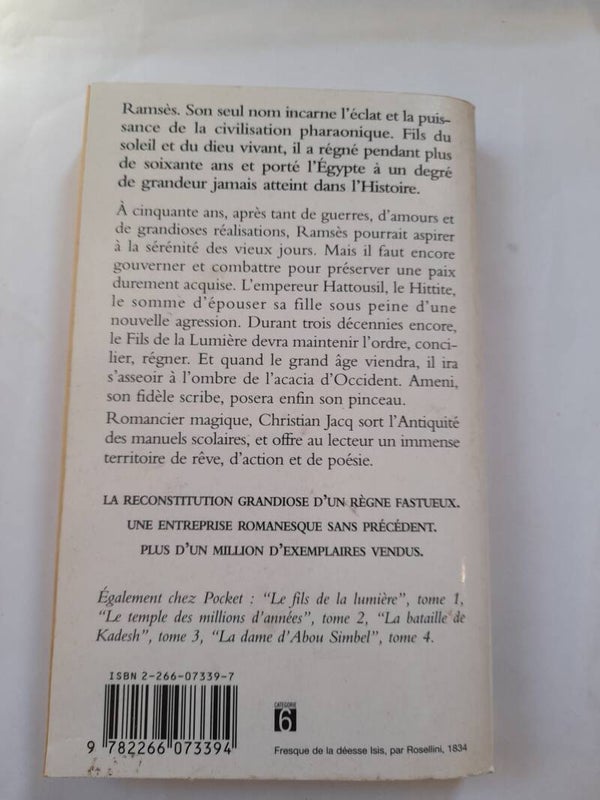 Ramsès. Son seul nom incarne l'éclat et la puis-
sance de la civilisation pharaonique. Fils du
soleil et du dieu vivant, il a régné pendant plus
de soixante ans et porté l'Égypte à un degré
de grandeur jamais atteint dans l'Histoire.
À cinquante ans, après tant de guerres, d'amours et
de grandioses réalisations, Ramsès pourrait aspirer
à la sérénité des vieux jours. Mais il faut encore
gouverner et combattre pour préserver une paix
durement acquise. L'empereur Hattousil, le Hittite,
le somme d'épouser sa fille sous peine d'une
nouvelle agression. Durant trois décennies encore,
le Fils de la Lumière devra maintenir l'ordre, conci-
lier, régner. Et quand le grand âge viendra, il ira
s'asseoir à l'ombre de l'acacia d'Occident. Ameni,
son fidèle scribe, posera enfin son pinceau.
Romancier magique, Christian Jacq sort l'Antiquité
des manuels scolaires, et offre au lecteur un immense
territoire de rêve, d'action et de poésie.
LA RECONSTITUTION GRANDIOSE D'UN RÈGNE FASTUEUX.
UNE ENTREPRISE ROMANESQUE SANS PRÉCÉDENT.
PLUS D'UN MILLION D'EXEMPLAIRES VENDUS.
Également chez Pocket : "Le fils de la lumière", tome 1,
"Le temple des millions d'années", tome 2, "La bataille de
Kadesh", tome 3, "La dame d'Abou Simbel", tome 4.
ISBN 2-266-07339-7
CATÉGORIE
6
9 782266 073394
Fresque de la déesse Isis, par Rosellini, 1834